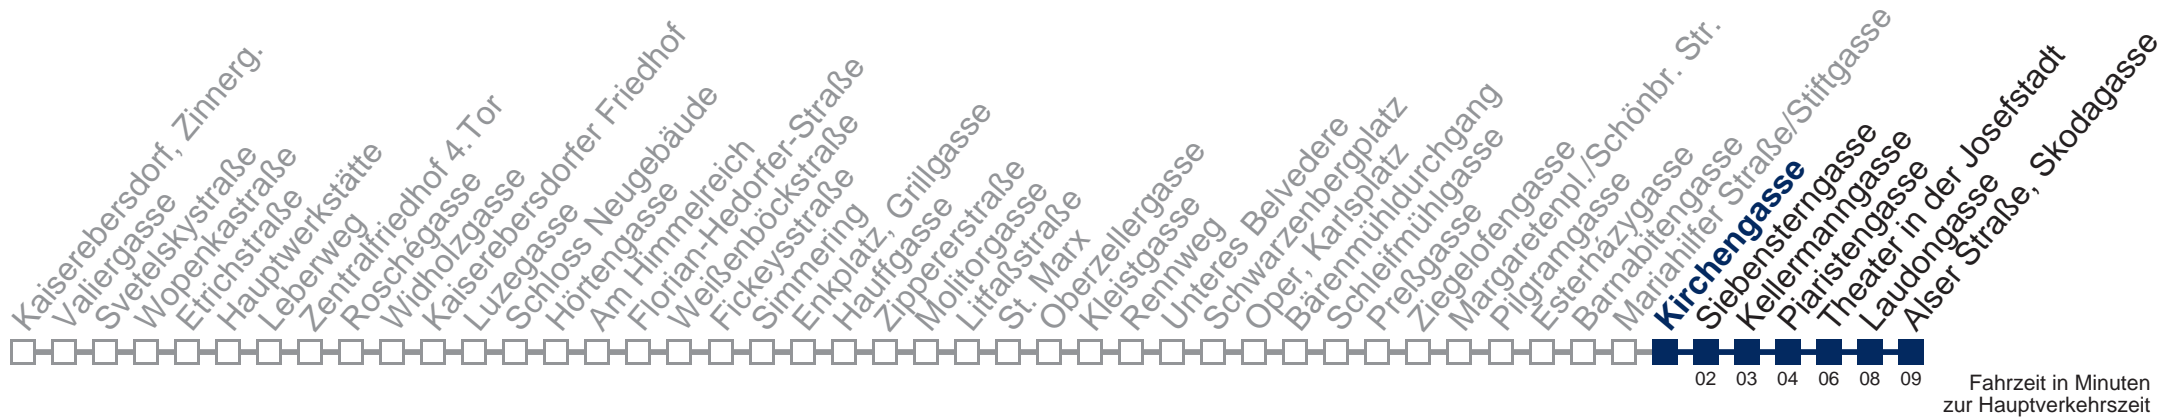 Kaiserebersdorf, Zinnerg.
Valiergasse
Svetelskystraße
Wopenkastraße
Etrichstraße
Hauptwerkstätte
Leberweg
Zentralfriedhof 4.Tor
Roschégasse
Widholzgasse
Kaiserebersdorfer Friedhof
Luzegasse
Schloss Neugebäude
Hörtengasse
Am Himmelreich
Florian-Hedorfer-Straße
Weißenböckstraße
Fickeysstraße
Simmering
Enkplatz, Grillgasse
Hauffgasse
Zippererstraße
Molitorgasse
Litfaßstraße
St. Marx
Oberzellergasse
Kleistgasse
Rennweg
Unteres Belvedere
Schwarzenbergplatz
Oper, Karlsplatz
Bärenmühldurchgang
Schleifmühlgasse
Preßgasse
Ziegelofengasse
Margaretenpl./Schönbr. Str.
Pilgramgasse
Esterházygasse
Barnabitengasse
Mariahilfer Straße/Stiftgasse
Kirchengasse
Siebensterngasse
Kellermanngasse
Piaristengasse
Theater in der Josefstadt
Laudongasse
Alser Straße, Skodagasse
02 03 04 06 08 09
Fahrzeit in Minuten
zur Hauptverkehrszeit